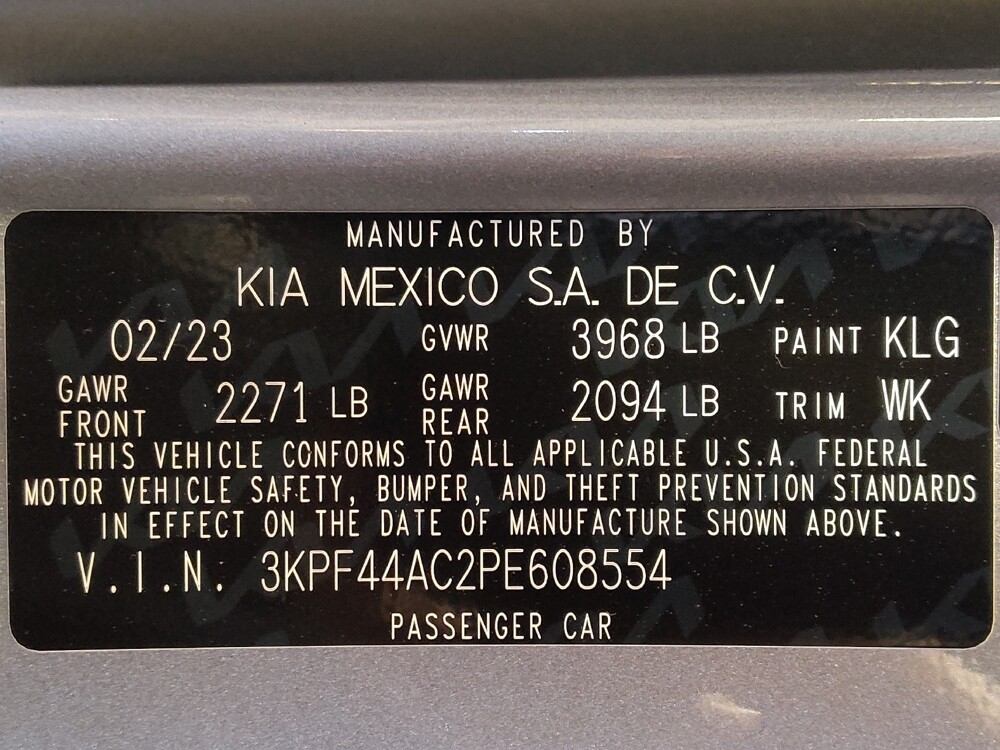 MANUFACTURED BY
KIA MEXICO S.A. DE C.V.
02/23 GVWR 3968 LB PAINT KLG
GAWR FRONT 2271 LB GAWR REAR 2094 LB TRIM WK
THIS VEHICLE CONFORMS TO ALL APPLICABLE U.S.A. FEDERAL
MOTOR VEHICLE SAFETY, BUMPER, AND THEFT PREVENTION STANDARDS
IN EFFECT ON THE DATE OF MANUFACTURE SHOWN ABOVE.
V.I.N. 3KPF44AC2PE608554
PASSENGER CAR